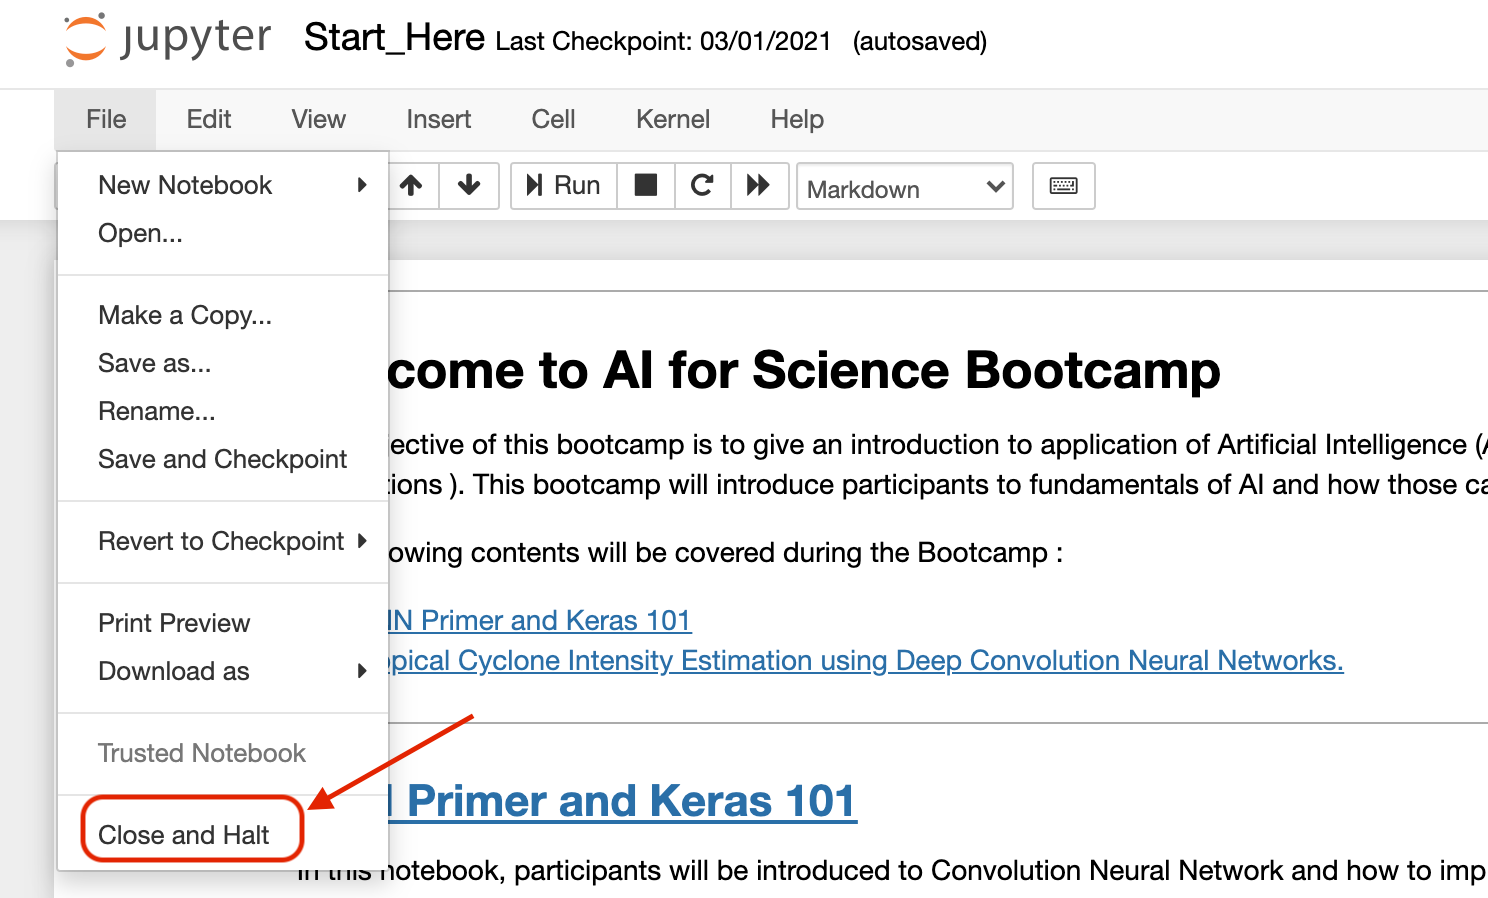 jupyter Start_Here Last Checkpoint: 03/01/2021 (autosaved)
File Edit View Insert Cell Kernel Help
Run Markdown
New Notebook
Open...
Make a Copy...
Save as...
Rename...
Save and Checkpoint
Revert to Checkpoint
Print Preview
Download as
Trusted Notebook
Close and Halt
come to AI for Science Bootcamp
jective of this bootcamp is to give an introduction to application of Artificial Intelligence (
tions ). This bootcamp will introduce participants to fundamentals of AI and how those ca
owing contents will be covered during the Bootcamp :
N Primer and Keras 101
pical Cyclone Intensity Estimation using Deep Convolution Neural Networks.
Primer and Keras 101
In this notebook, participants will be introduced to Convolution Neural Network and how to imp